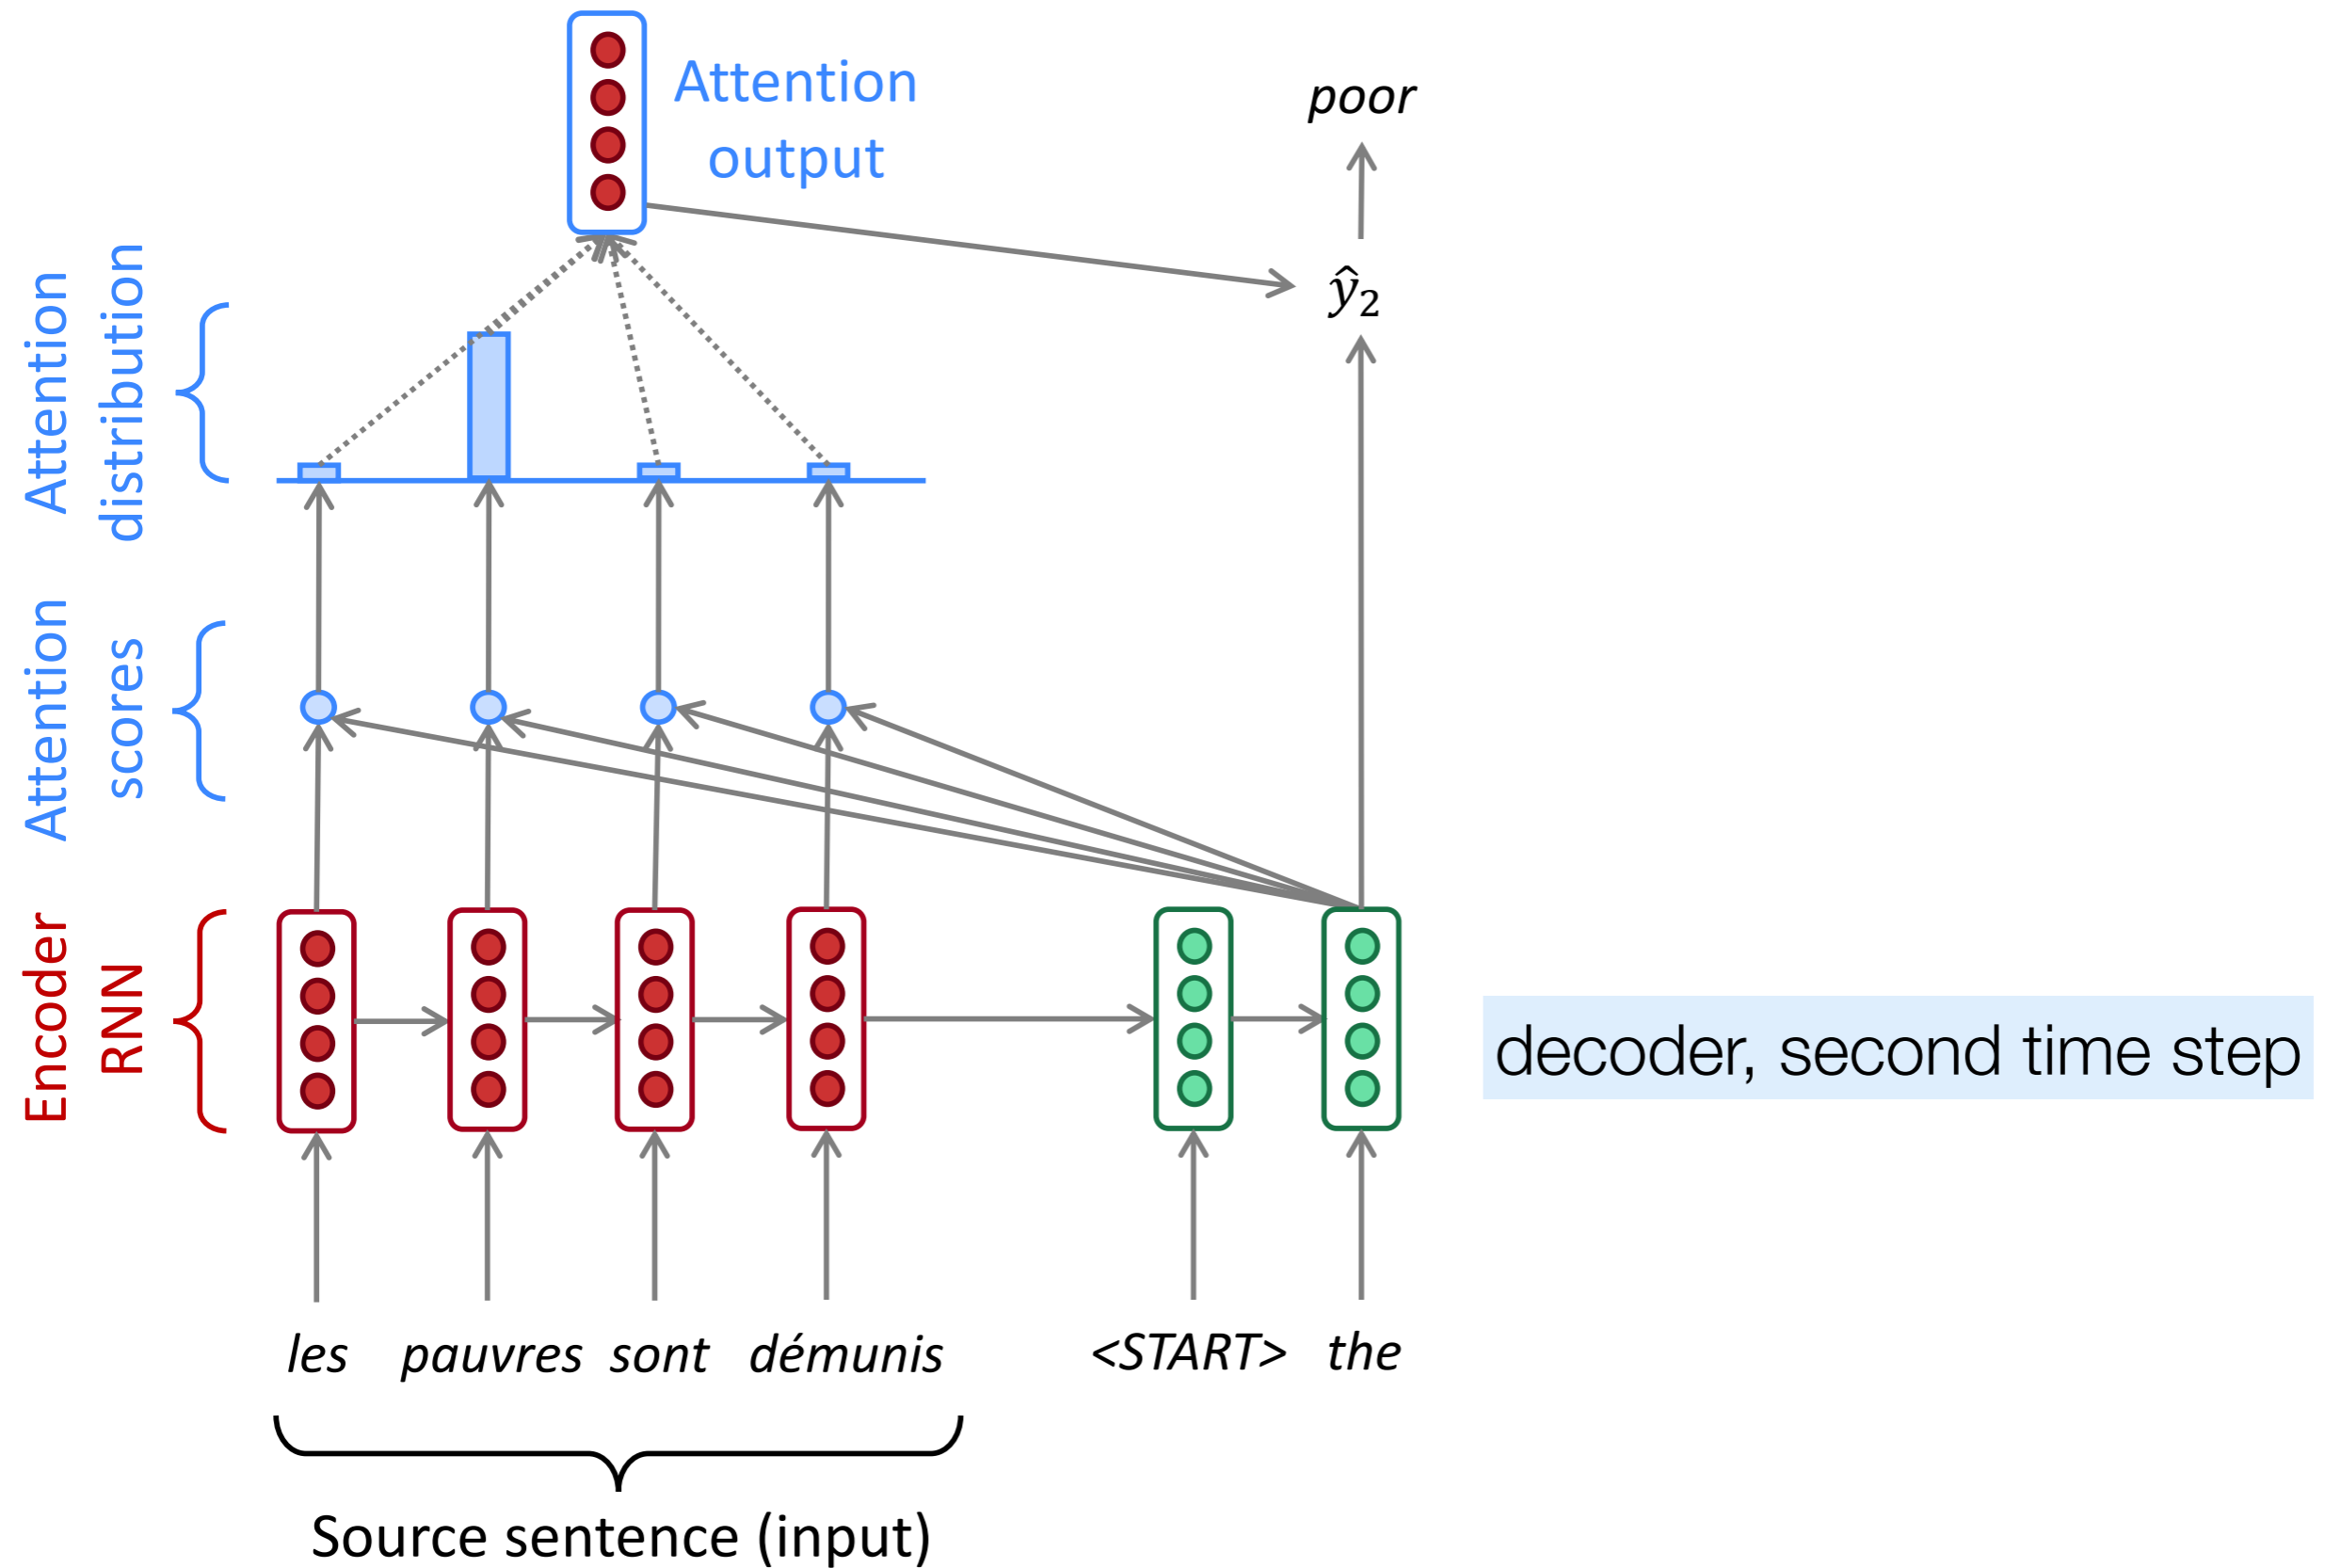 Attention
output
poor
ŷ₂
Attention
distribution
Attention
scores
Encoder
RNN
decoder, second time step
les pauvres sont démunis <START> the
Source sentence (input)